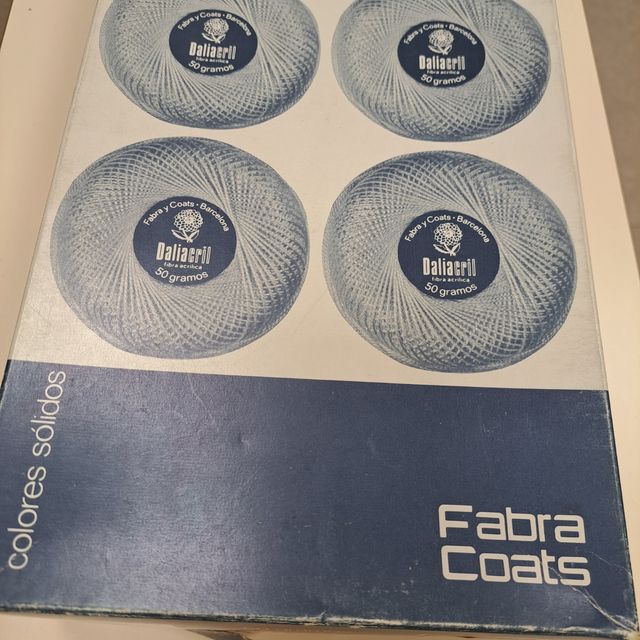 Fabra y Coats · Barcelona
Daliacril
fibra acrílica
50 gramos
Fabra y Coats · Barcelona
Daliacril
fibra acrílica
50 gramos
Fabra y Coats · Barcelona
Daliacril
fibra acrílica
50 gramos
Fabra y Coats · Barcelona
Daliacril
fibra acrílica
50 gramos
colores sólidos
Fabra
Coats